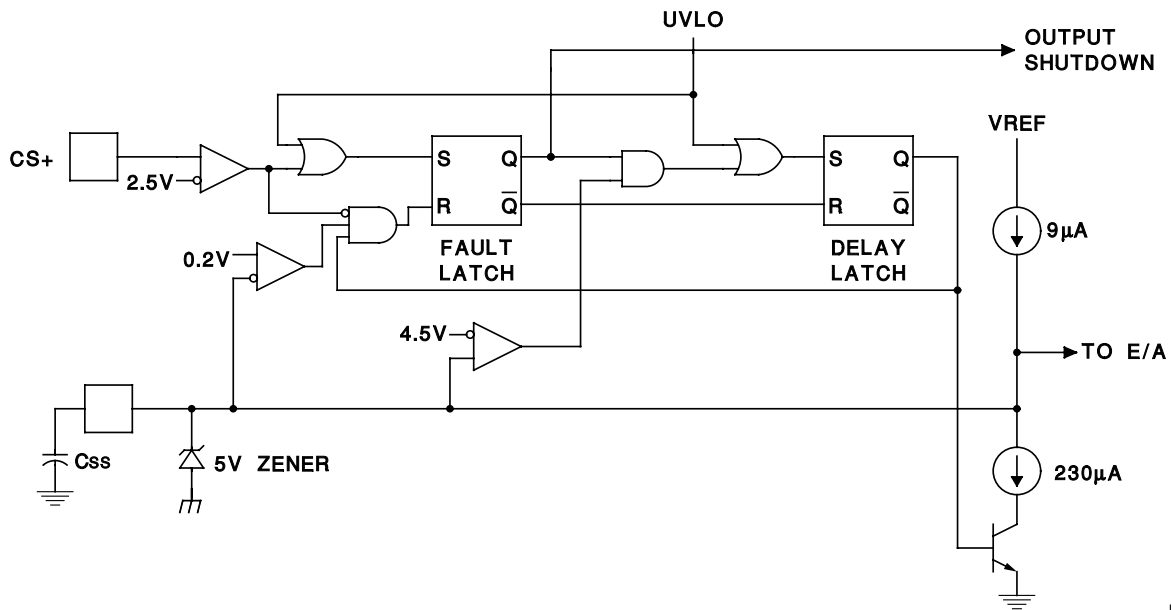 UVLO
OUTPUT
SHUTDOWN
VREF
CS+
2.5V
S
Q
R
Q̅
S
Q
R
Q̅
9µA
0.2V
FAULT
LATCH
DELAY
LATCH
4.5V
TO E/A
Css
5V ZENER
230µA